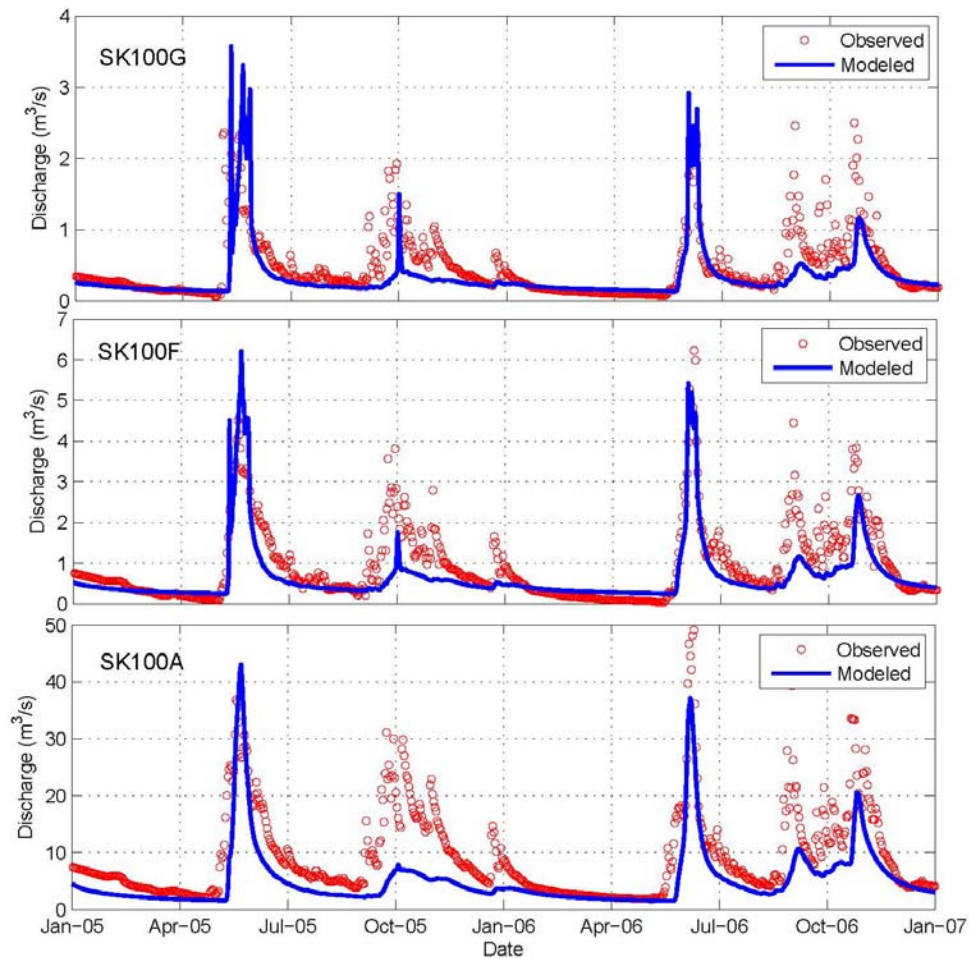 4
3
2
1
0
Discharge (m³/s)
SK100G
Observed
Modeled
7
6
5
4
3
2
1
0
Discharge (m³/s)
SK100F
Observed
Modeled
50
40
30
20
10
0
Discharge (m³/s)
SK100A
Observed
Modeled
Jan-05 Apr-05 Jul-05 Oct-05 Jan-06 Apr-06 Jul-06 Oct-06 Jan-07
Date